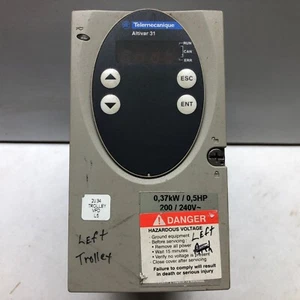 Telemecanique
Altivar 31
RUN
CAN
ERR
ESC
ENT
0,37kW / 0,5HP
200 / 240V~
DANGER
HAZARDOUS VOLTAGE
- Ground equipment
- Before servicing
- Remove all power
- Wait 15 minutes
- Verify no voltage is present
- Close cover after servicing
Failure to comply will result
in death or serious injury
Left
TROLLEY
VFD
Left
Trolley